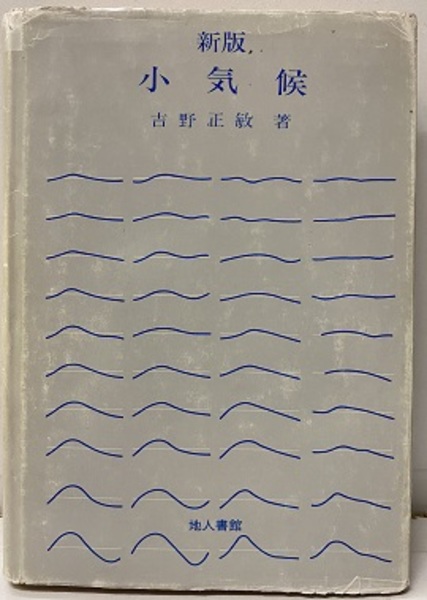 新版
小気候
吉野正敏 著
地人書館